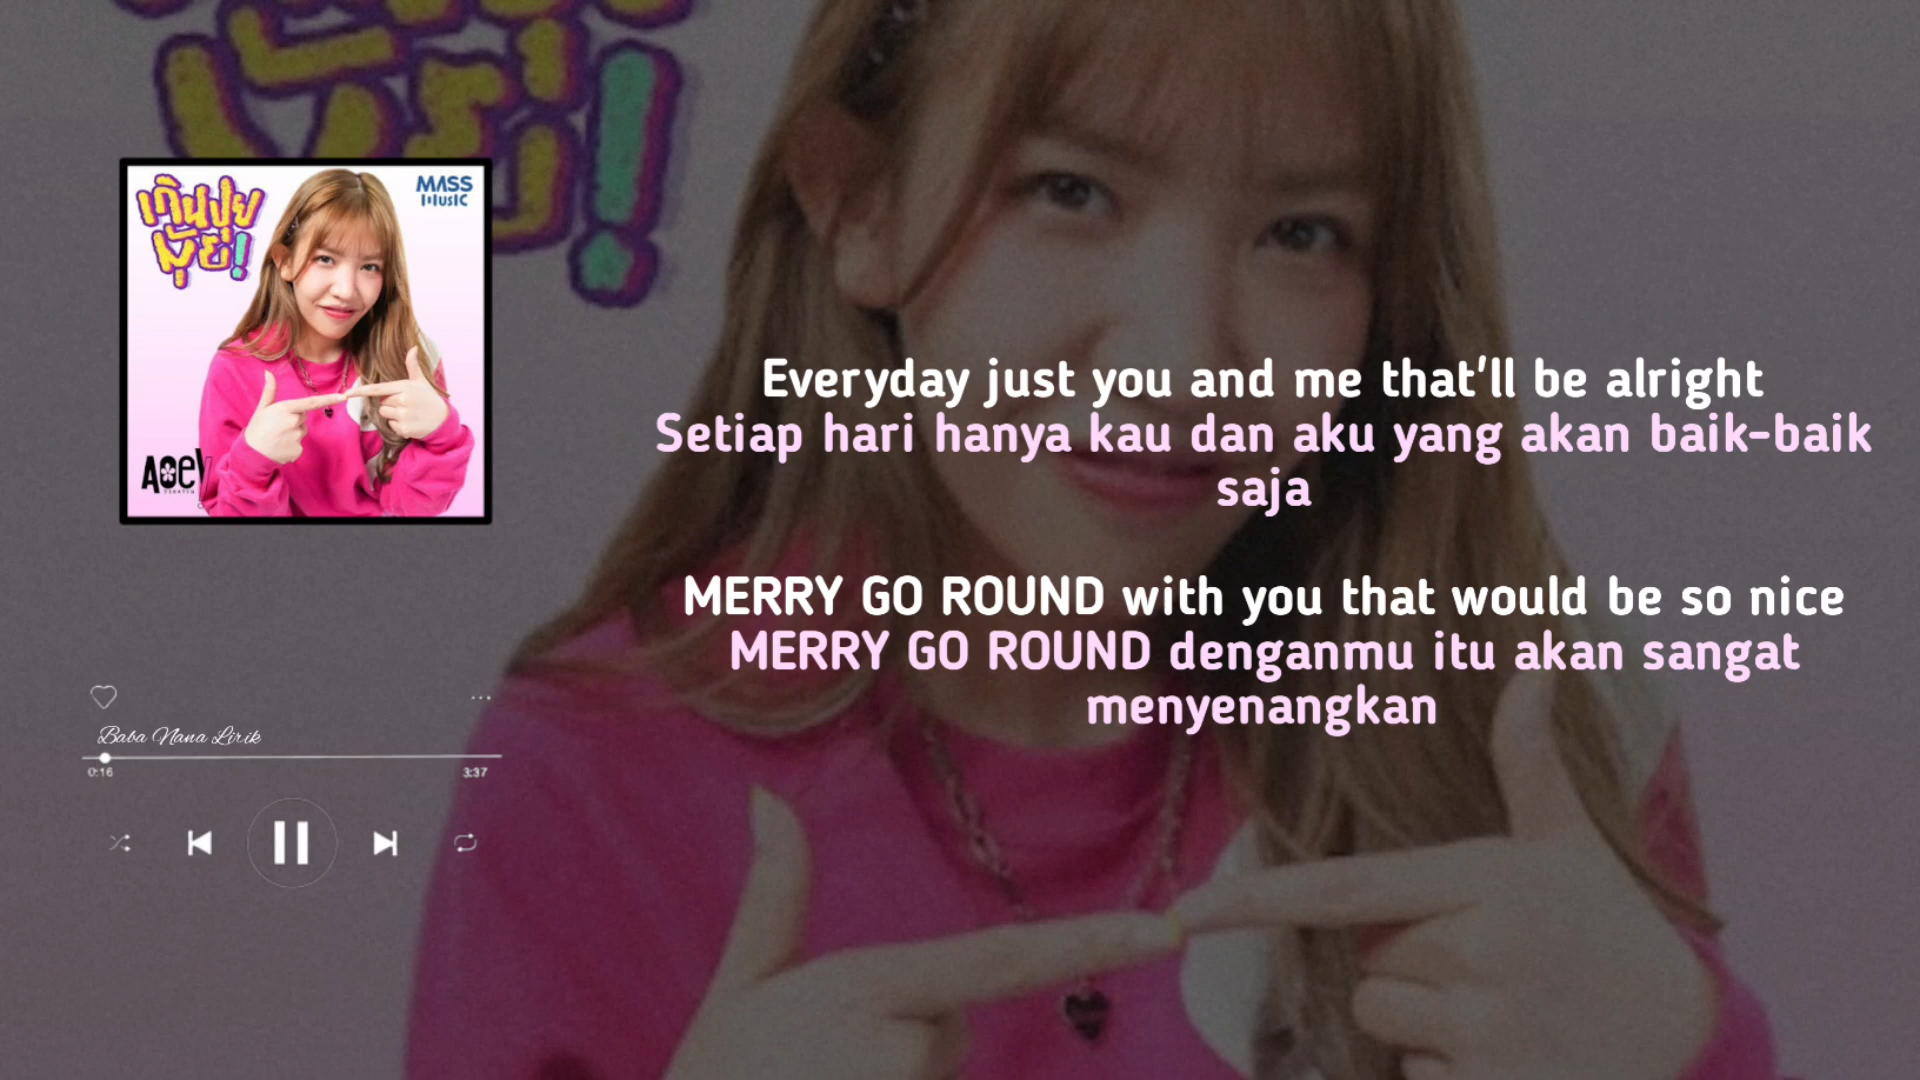 เกินปุย
มุ้ย!
MASS
Music
AOEY
Everyday just you and me that'll be alright
Setiap hari hanya kau dan aku yang akan baik-baik
saja
MERRY GO ROUND with you that would be so nice
MERRY GO ROUND denganmu itu akan sangat
menyenangkan
Baba Nana Lirik
0:16
3:37